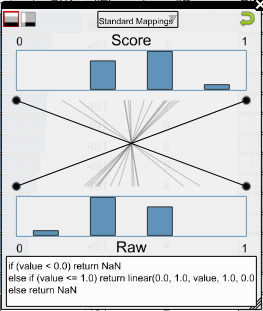 Standard Mappings
Score
0 1
0 1
Raw
if (value < 0.0) return NaN
else if (value <= 1.0) return linear(0.0, 1.0, value, 1.0, 0.0
else return NaN